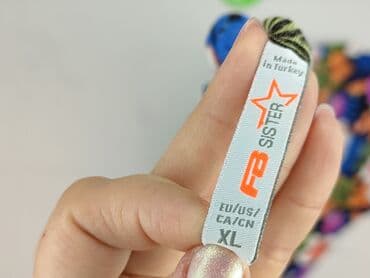 Made
in Turkey
FB SISTER
EU/US/
CA/CN
XL